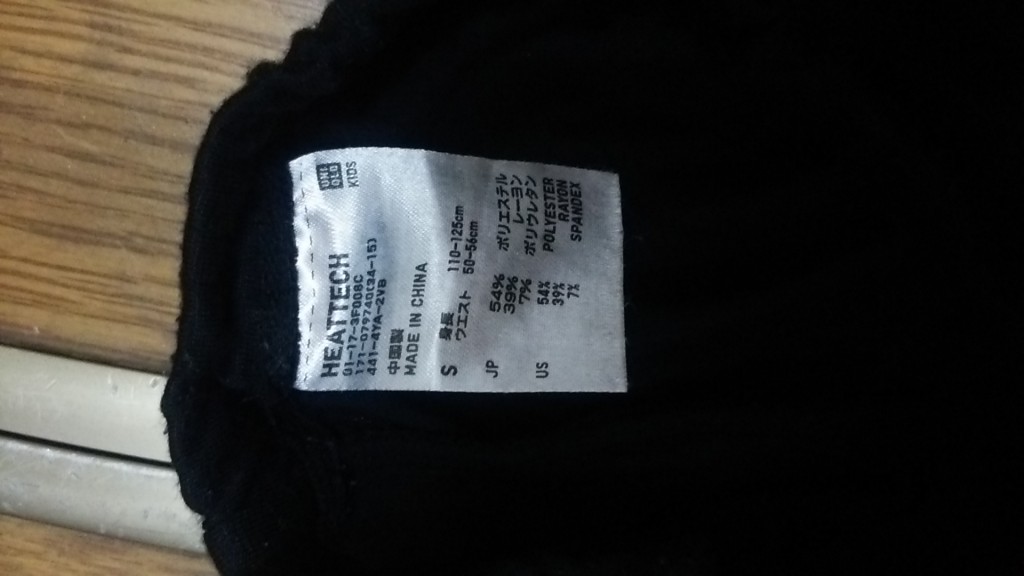 UNI
QLO
KIDS
HEATTECH
01-17-3F008C
171-079740(34-15)
441-4YA-2VB
中国製
MADE IN CHINA
S 身長 110-125cm
ウエスト 50-56cm
JP 54% ポリエステル
39% レーヨン
7% ポリウレタン
US 54% POLYESTER
39% RAYON
7% SPANDEX